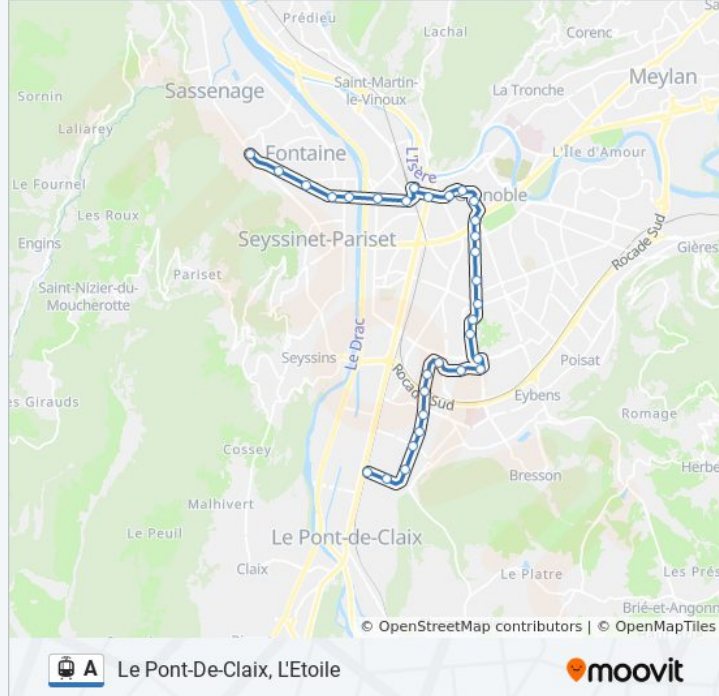 Prédieu
Lachal
Corenc
Sassenage
Saint-Martin-
le-Vinoux
Meylan
La Tronche
Sornin
Laliarey
L'Isère
L'Île d'Amour
Fontaine
Le Fournel
Les Roux
Seyssinet-Pariset
Engins
Pariset
Rocade Sud
Gières
Saint-Nizier-du-
Moucherotte
Le Drac
Seyssins
Poisat
Rocade Sud
Eybens
es Girauds
Romage
Cossey
Bresson
Herbe
Malhivert
Le Peuil
Le Pont-de-Claix
Claix
Le Platre
Les Prés
Brié-et-Angonn
© OpenStreetMap contributors | © OpenMapTiles
A Le Pont-De-Claix, L'Etoile
moovit